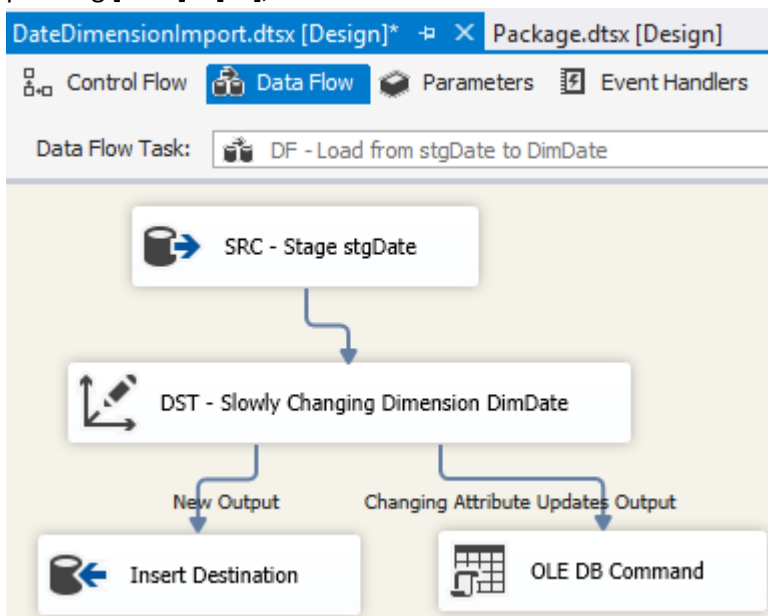 DateDimensionImport.dtsx [Design]* Package.dtsx [Design]
Control Flow Data Flow Parameters Event Handlers
Data Flow Task: DF - Load from stgDate to DimDate
SRC - Stage stgDate
DST - Slowly Changing Dimension DimDate
New Output Changing Attribute Updates Output
Insert Destination OLE DB Command